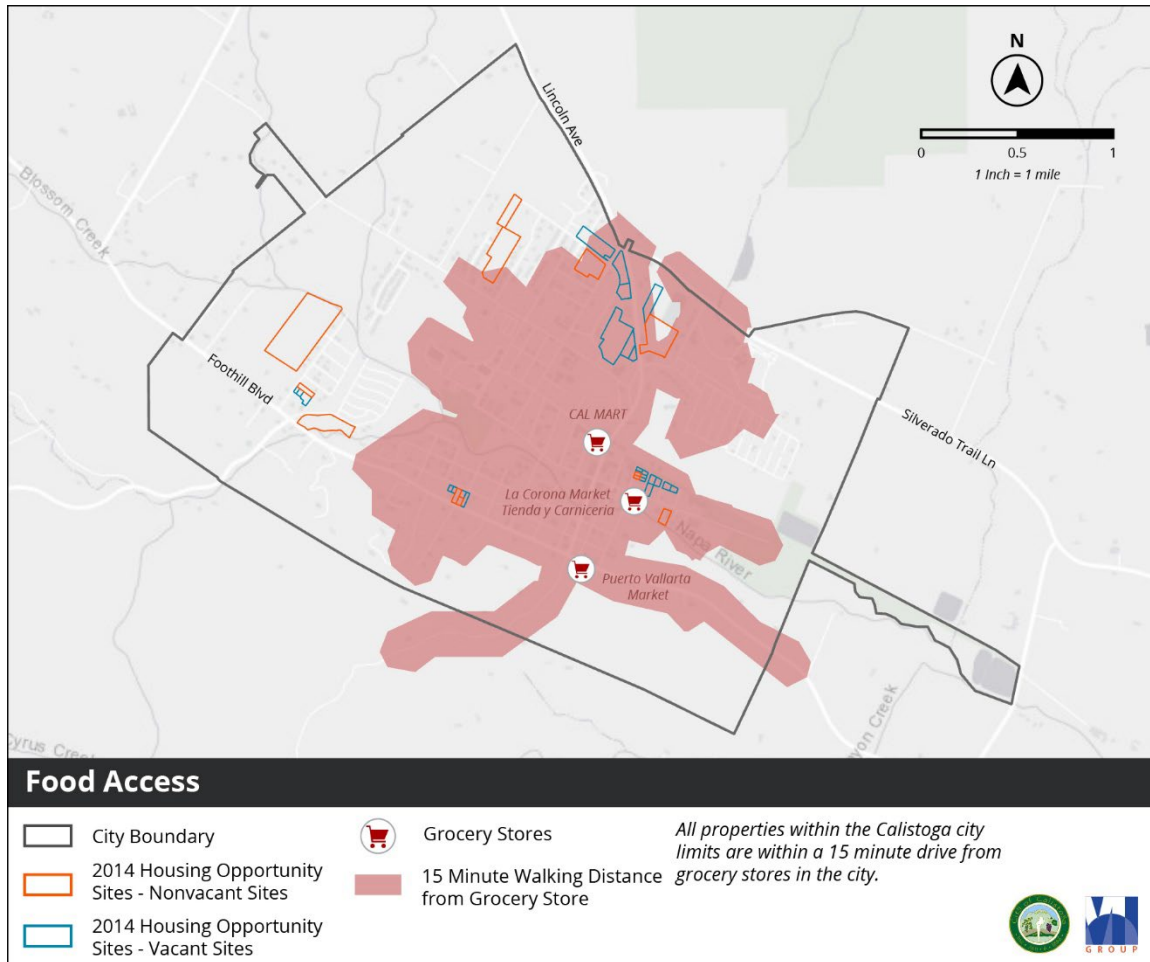 N
0
0.5
1
1 Inch = 1 mile
Lincoln Ave
Blossom Creek
Foothill Blvd
CAL MART
Silverado Trail Ln
La Corona Market
Tienda y Carniceria
Napa River
Puerto Vallarta
Market
Cyrus Creek
yon Creek
Food Access
City Boundary
2014 Housing Opportunity
Sites - Nonvacant Sites
2014 Housing Opportunity
Sites - Vacant Sites
Grocery Stores
15 Minute Walking Distance
from Grocery Store
All properties within the Calistoga city
limits are within a 15 minute drive from
grocery stores in the city.
GROUP